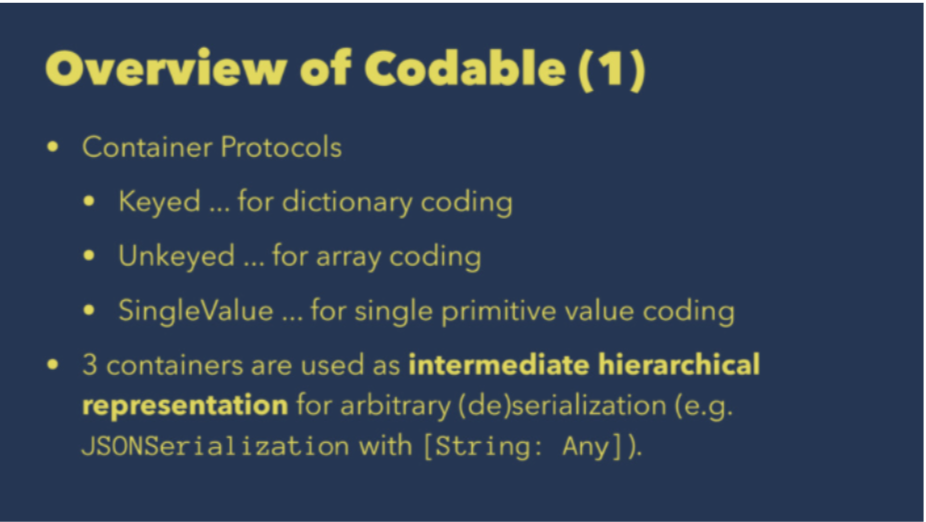 Overview of Codable (1)
• Container Protocols
• Keyed ... for dictionary coding
• Unkeyed ... for array coding
• SingleValue ... for single primitive value coding
• 3 containers are used as intermediate hierarchical
representation for arbitrary (de)serialization (e.g.
JSONSerialization with [String: Any]).